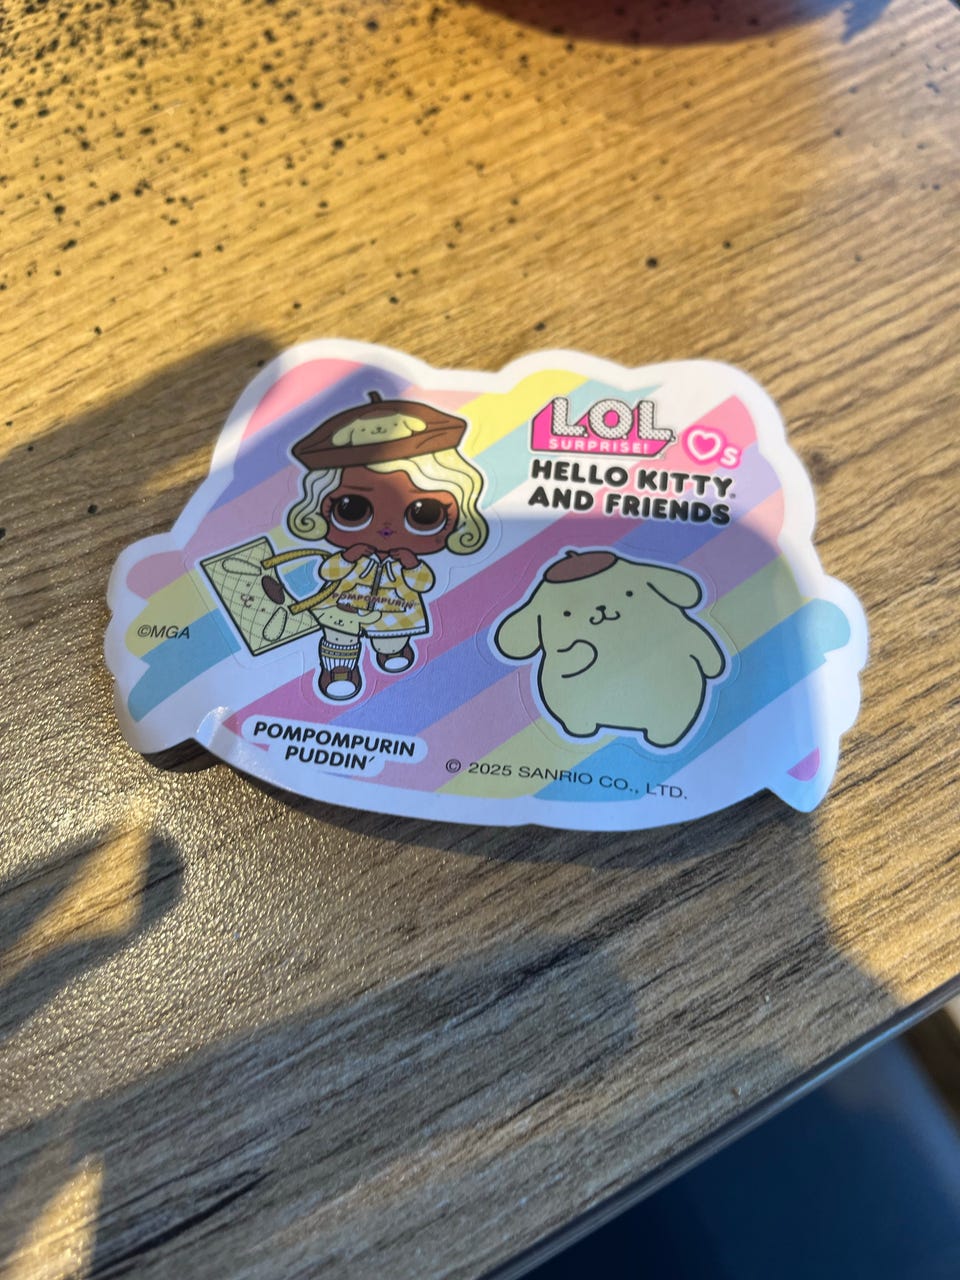 L.O.L.
SURPRISE!
♡s
HELLO KITTY®
AND FRIENDS
POMPOMPURIN
©MGA
POMPOMPURIN
PUDDIN'
© 2025 SANRIO CO., LTD.